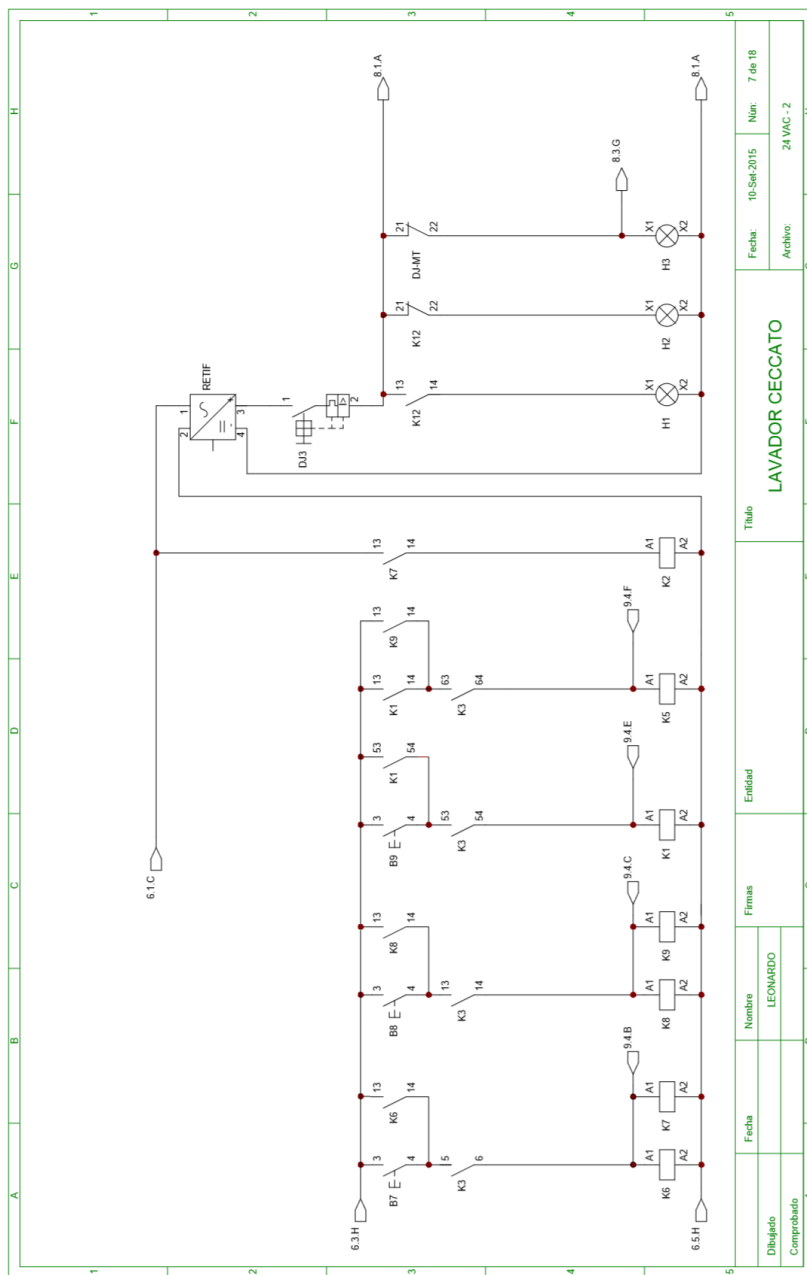 A B C D E F G H
1
2
3
4
5
6.1.C
RETIF
2 1
4 3
- +
DJ3
1
I>
2
8.1.A
6.3.H
B7 3 4
K6 13 14
B8 3 4
K8 13 14
B9 3 4
K1 53 54
K1 13 14
K9 13 14
K7 13 14
K12 13 14
K12 21 22
DJ-MT 21 22
K3 5 6
K3 13 14
K3 53 54
K3 63 64
9.4.B
9.4.C
9.4.E
9.4.F
8.3.G
K6 A1 A2
K7 A1 A2
K8 A1 A2
K9 A1 A2
K1 A1 A2
K5 A1 A2
K2 A1 A2
H1 X1 X2
H2 X1 X2
H3 X1 X2
6.5.H
8.1.A
Fecha
Nombre
Firmas
Entidad
Título
Dibujado
LEONARDO
Comprobado
LAVADOR CECCATO
Fecha: 10-Set-2015
Núm: 7 de 18
Archivo: 24 VAC - 2